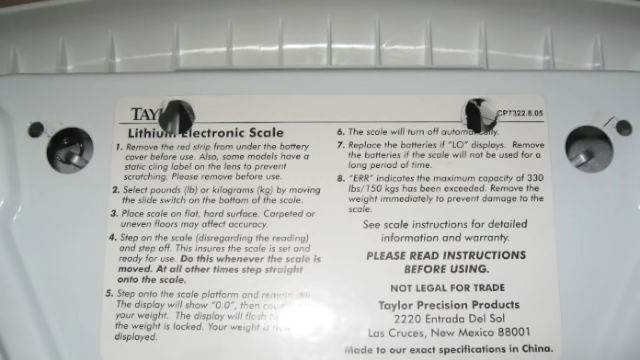 TAY
CP7322.8.05
Lithium Electronic Scale
1. Remove the red strip from under the battery
cover before use. Also, some models have a
static cling label on the lens to prevent
scratching. Please remove before use.
2. Select pounds (lb) or kilograms (kg) by moving
the slide switch on the bottom of the scale.
3. Place scale on flat, hard surface. Carpeted or
uneven floors may affect accuracy.
4. Step on the scale (disregarding the reading)
and step off. This insures the scale is set and
ready for use. Do this whenever the scale is
moved. At all other times step straight
onto the scale.
5. Step onto the scale platform and
The display will show "0.0", then
your weight. The display will
the weight is locked. Your weight
displayed.
6. The scale will turn off automatically.
7. Replace the batteries if "LO" displays. Remove
the batteries if the scale will not be used for a
long period of time.
8. "ERR" indicates the maximum capacity of 330
lbs/150 kgs has been exceeded. Remove the
weight immediately to prevent damage to the
scale.
See scale instructions for detailed
information and warranty.
PLEASE READ INSTRUCTIONS
BEFORE USING.
NOT LEGAL FOR TRADE
Taylor Precision Products
2220 Entrada Del Sol
Las Cruces, New Mexico 88001
Made to our exact specifications in China.